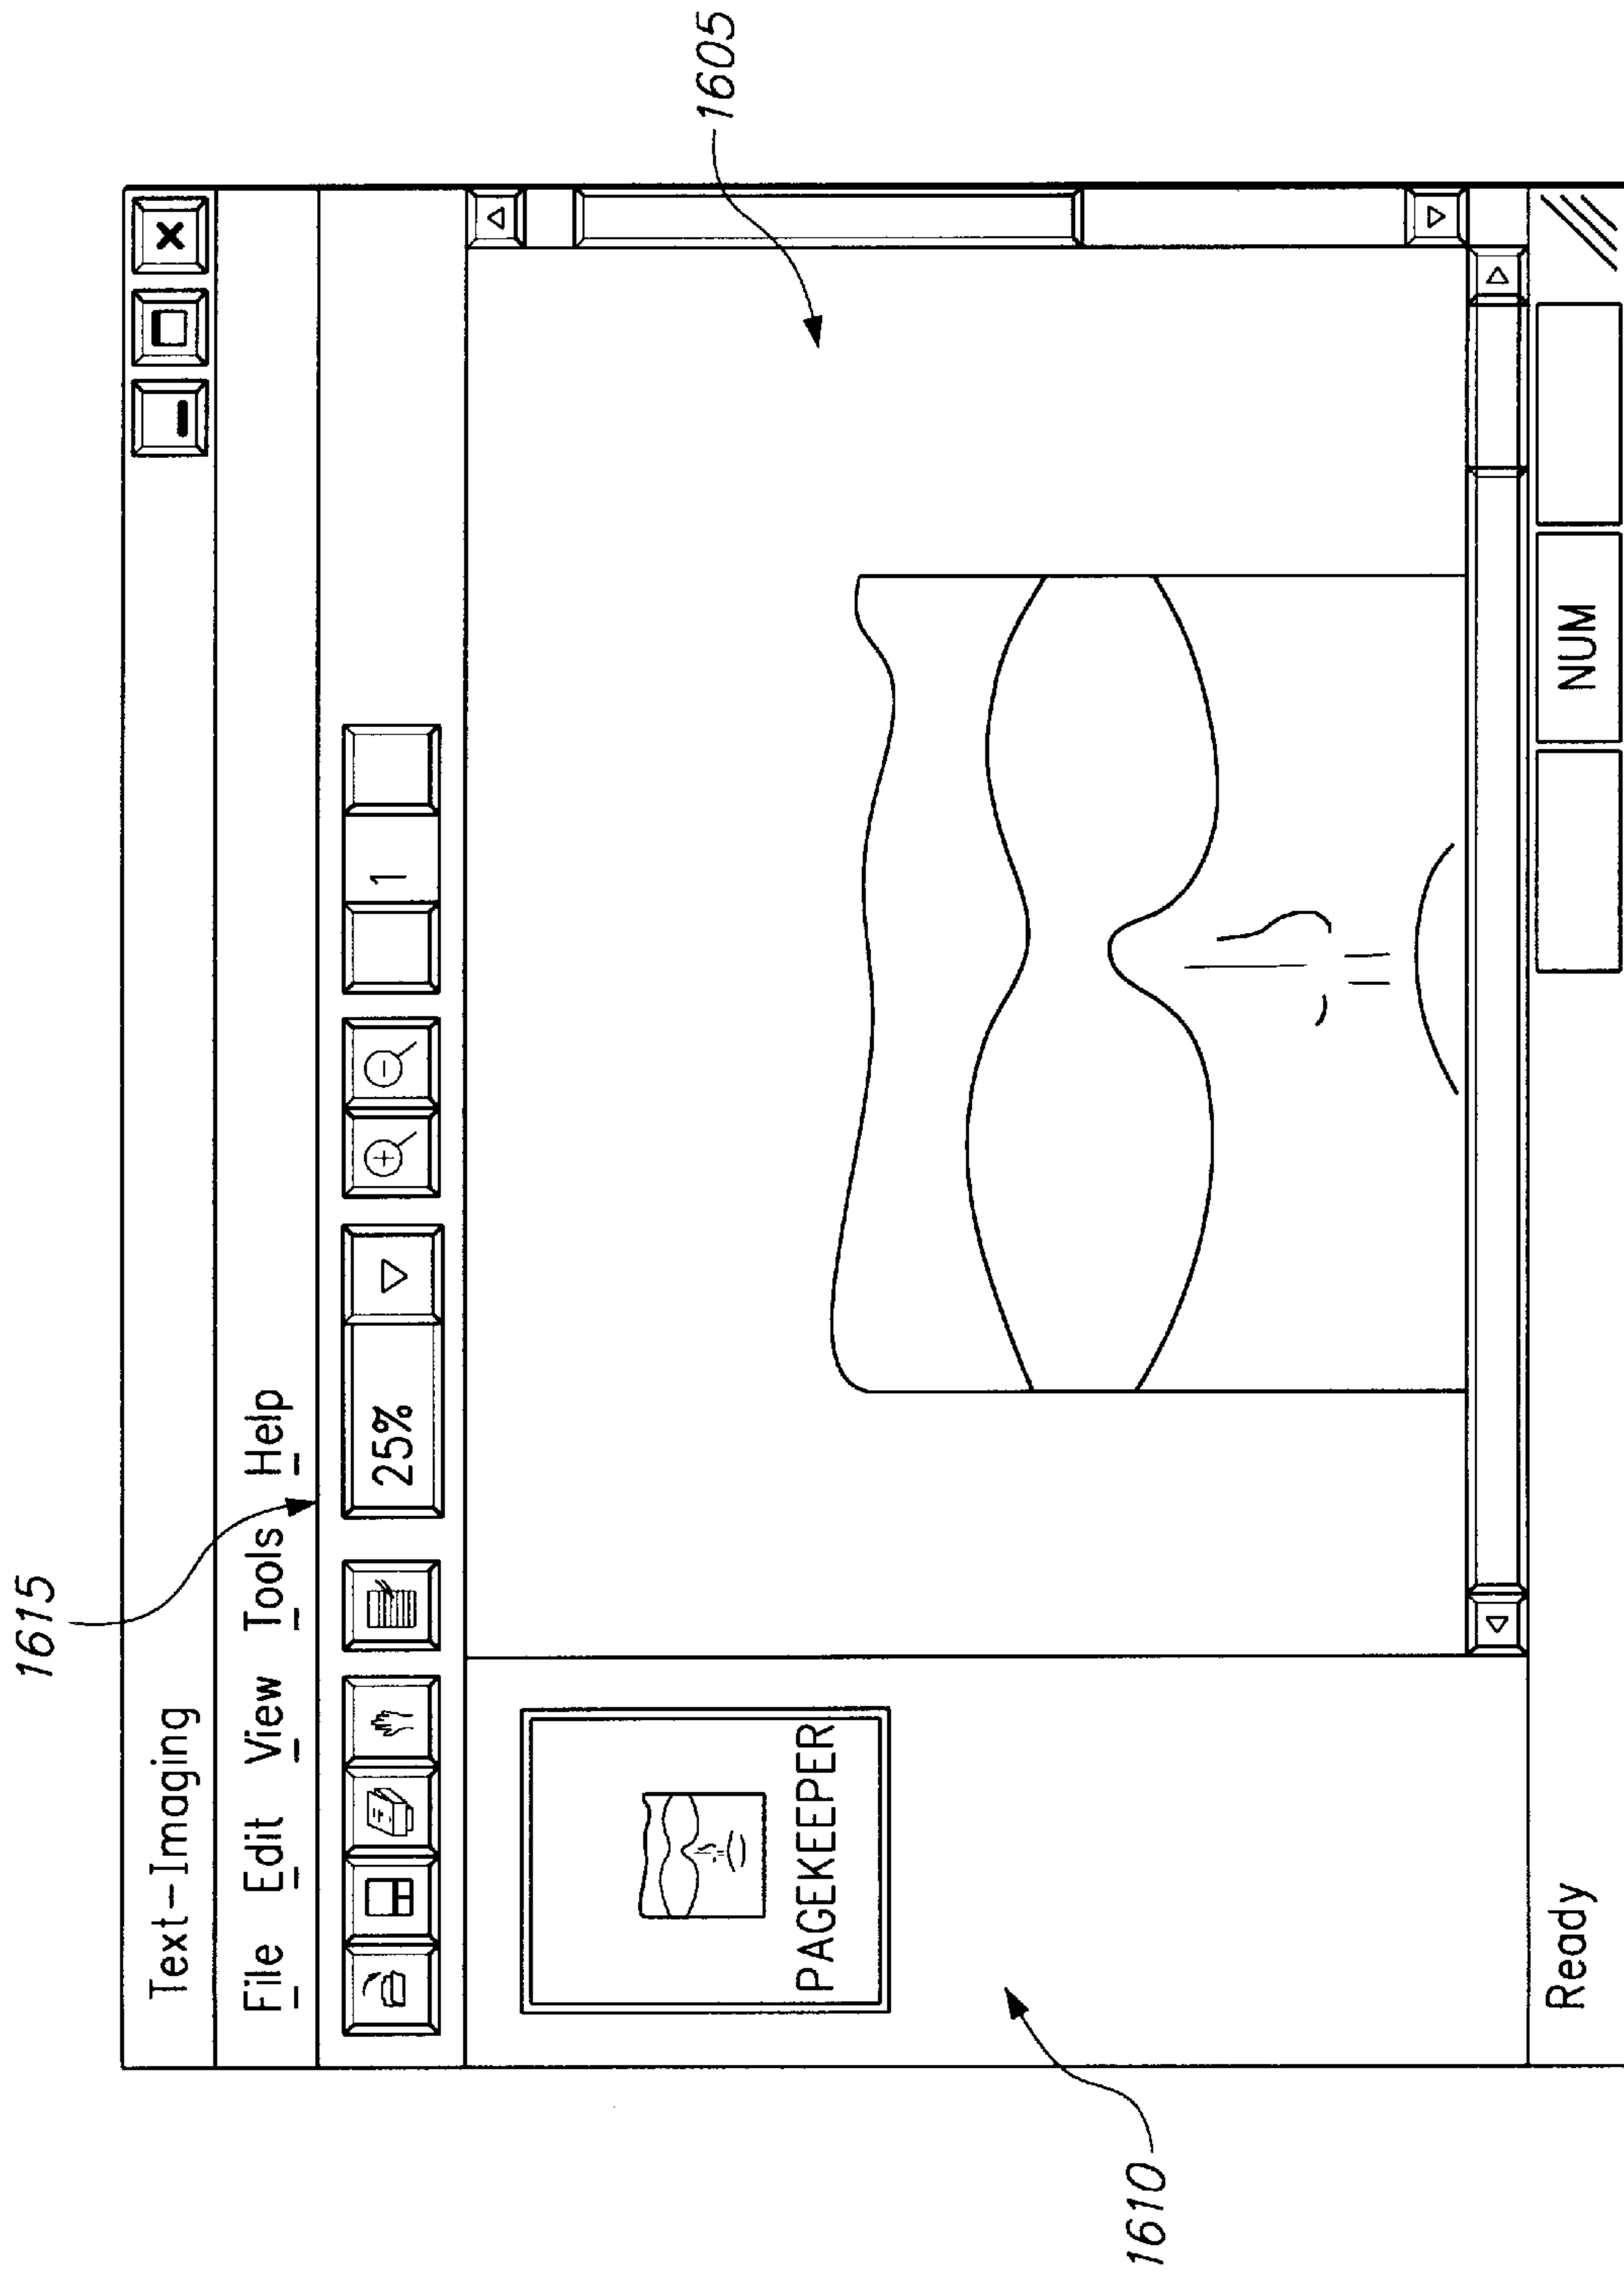 1615
Text-Imaging
File Edit View Tools Help
25%
1
1605
PAGEKEEPER
1610
Ready
NUM